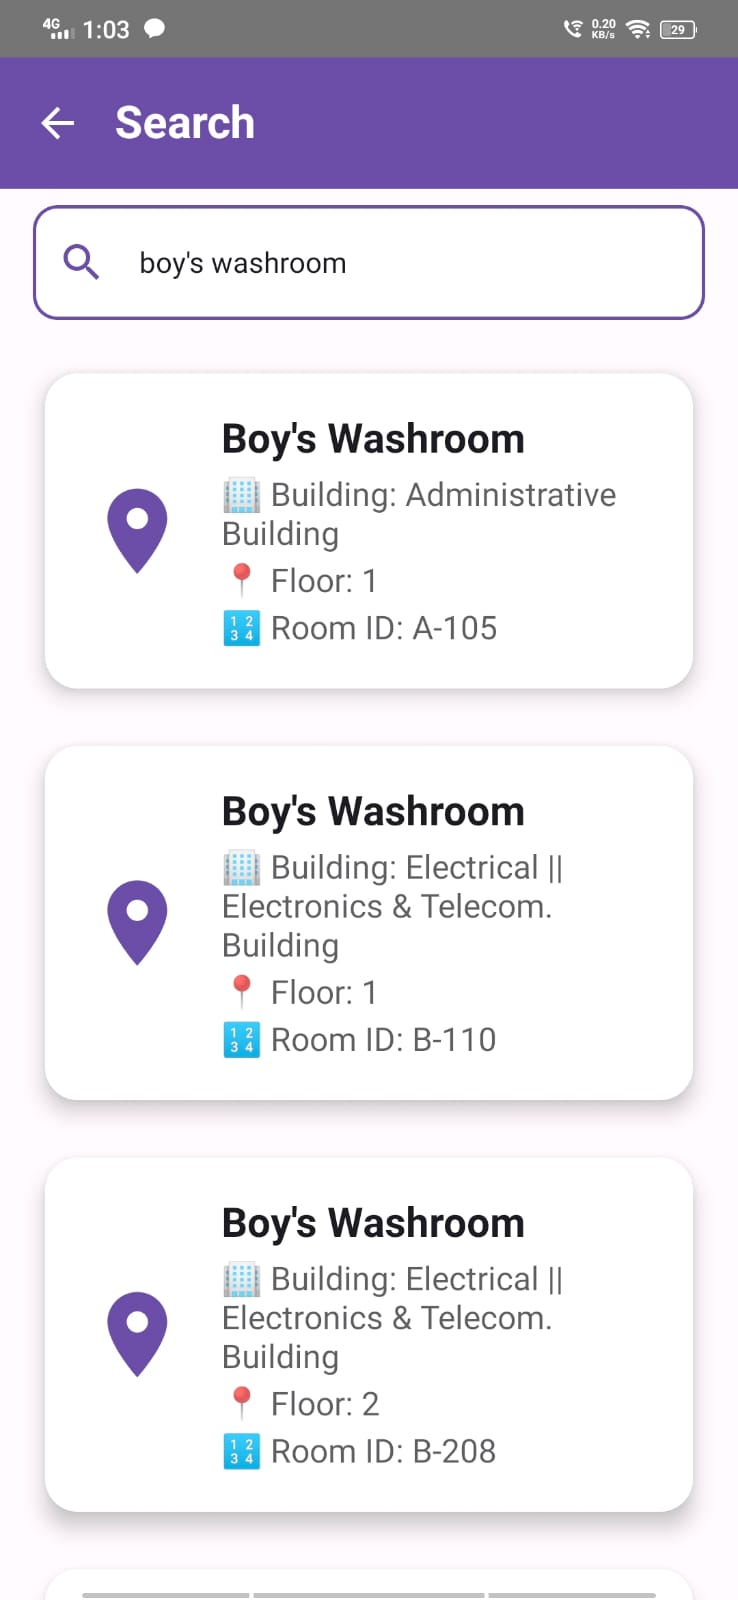 4G 1:03 0.20 KB/s 29
Search
boy's washroom
Boy's Washroom
🏢 Building: Administrative
Building
📍 Floor: 1
🔢 Room ID: A-105
Boy's Washroom
🏢 Building: Electrical ||
Electronics & Telecom.
Building
📍 Floor: 1
🔢 Room ID: B-110
Boy's Washroom
🏢 Building: Electrical ||
Electronics & Telecom.
Building
📍 Floor: 2
🔢 Room ID: B-208